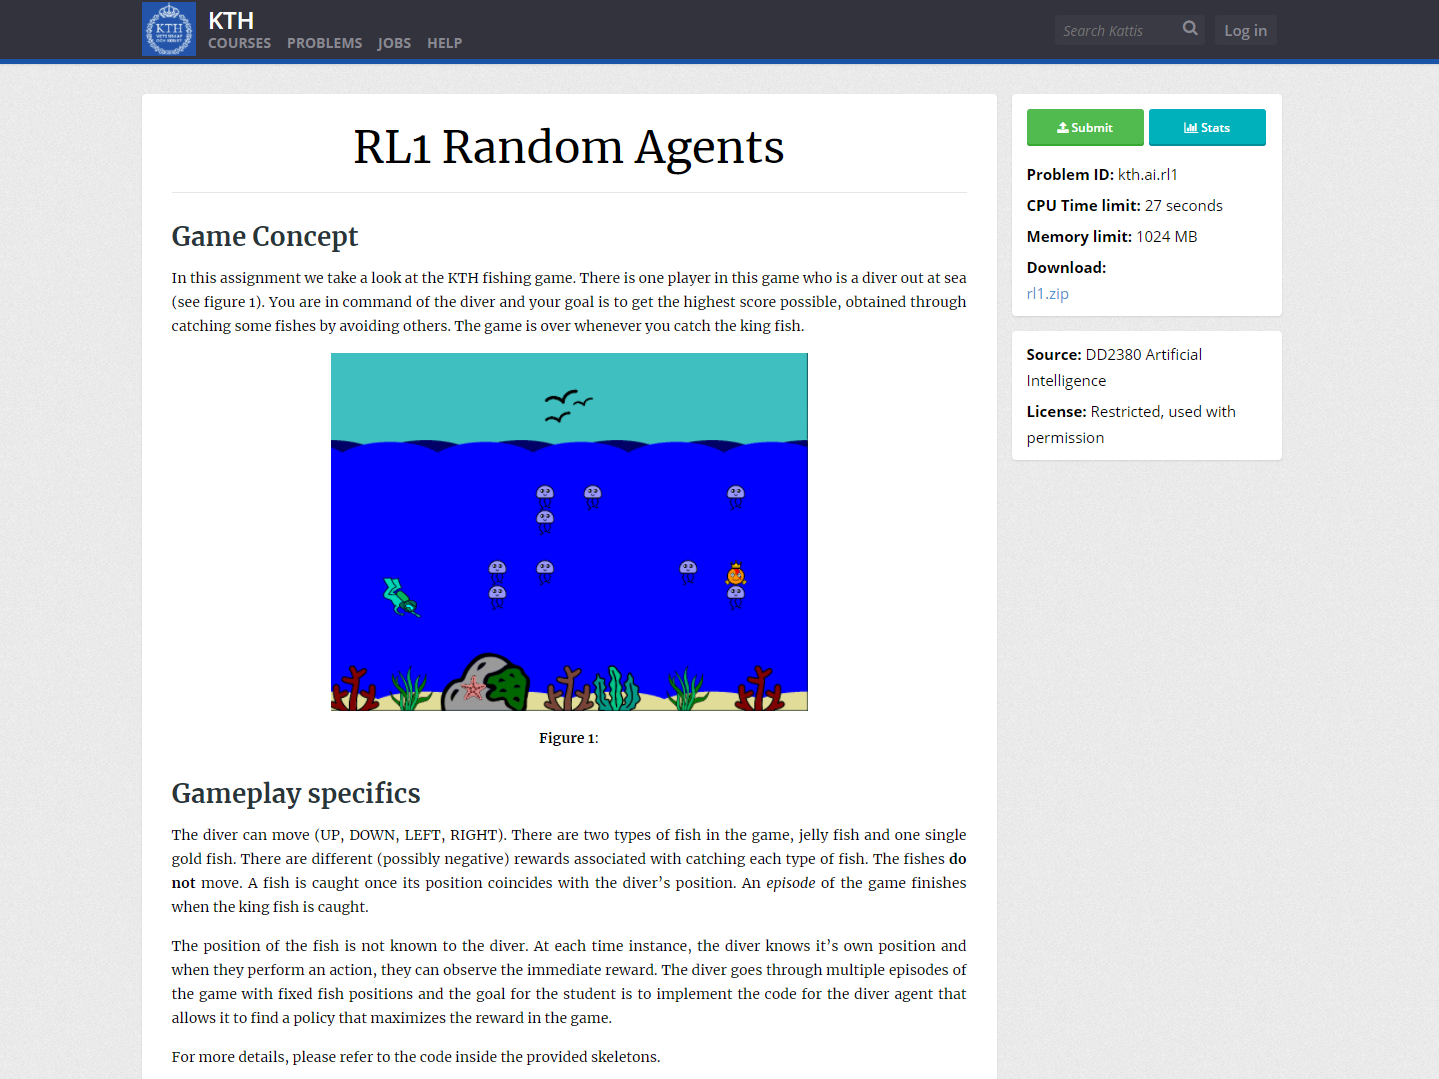 KTH
COURSES PROBLEMS JOBS HELP
Search Kattis
Log in
RL1 Random Agents
Game Concept
In this assignment we take a look at the KTH fishing game. There is one player in this game who is a diver out at sea
(see figure 1). You are in command of the diver and your goal is to get the highest score possible, obtained through
catching some fishes by avoiding others. The game is over whenever you catch the king fish.
Figure 1:
Gameplay specifics
The diver can move (UP, DOWN, LEFT, RIGHT). There are two types of fish in the game, jelly fish and one single
gold fish. There are different (possibly negative) rewards associated with catching each type of fish. The fishes do
not move. A fish is caught once its position coincides with the diver’s position. An episode of the game finishes
when the king fish is caught.
The position of the fish is not known to the diver. At each time instance, the diver knows it’s own position and
when they perform an action, they can observe the immediate reward. The diver goes through multiple episodes of
the game with fixed fish positions and the goal for the student is to implement the code for the diver agent that
allows it to find a policy that maximizes the reward in the game.
For more details, please refer to the code inside the provided skeletons.
Submit
Stats
Problem ID: kth.ai.rl1
CPU Time limit: 27 seconds
Memory limit: 1024 MB
Download:
rl1.zip
Source: DD2380 Artificial
Intelligence
License: Restricted, used with
permission